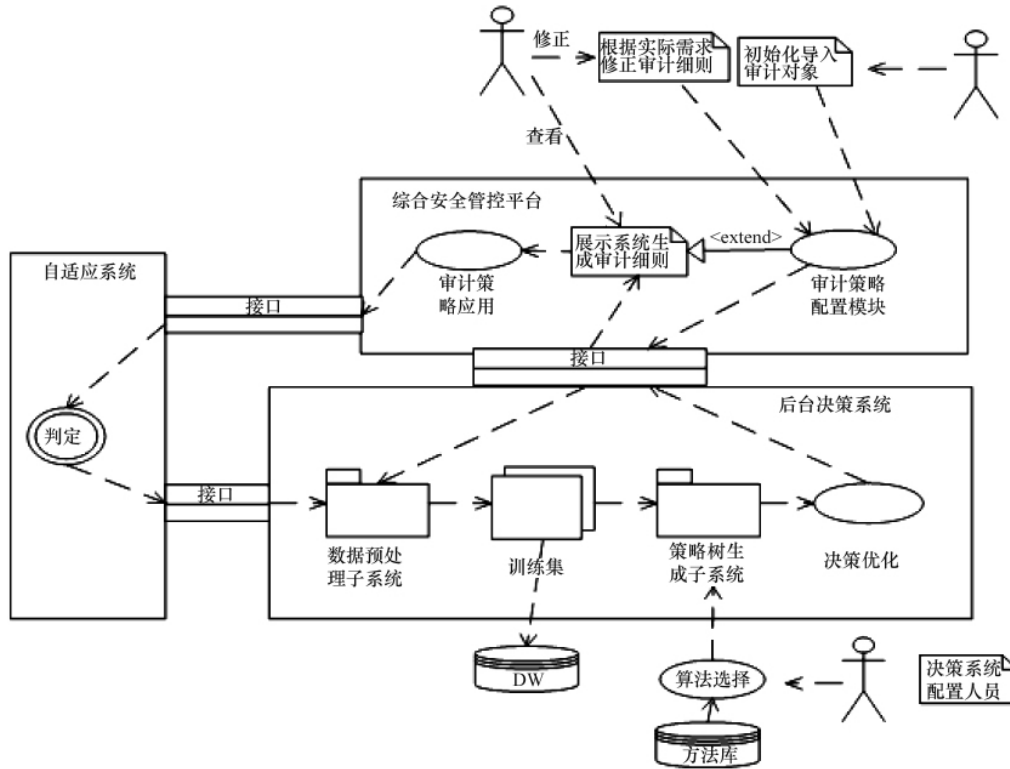 修正
根据实际需求
修正审计细则
初始化导入
审计对象
查看
综合安全管控平台
展示系统生
成审计细则
<extend>
审计策
略应用
审计策略
配置模块
自适应系统
接口
接口
后台决策系统
判定
接口
数据预处
理子系统
训练集
策略树生
成子系统
决策优化
DW
算法选择
决策系统
配置人员
方法库